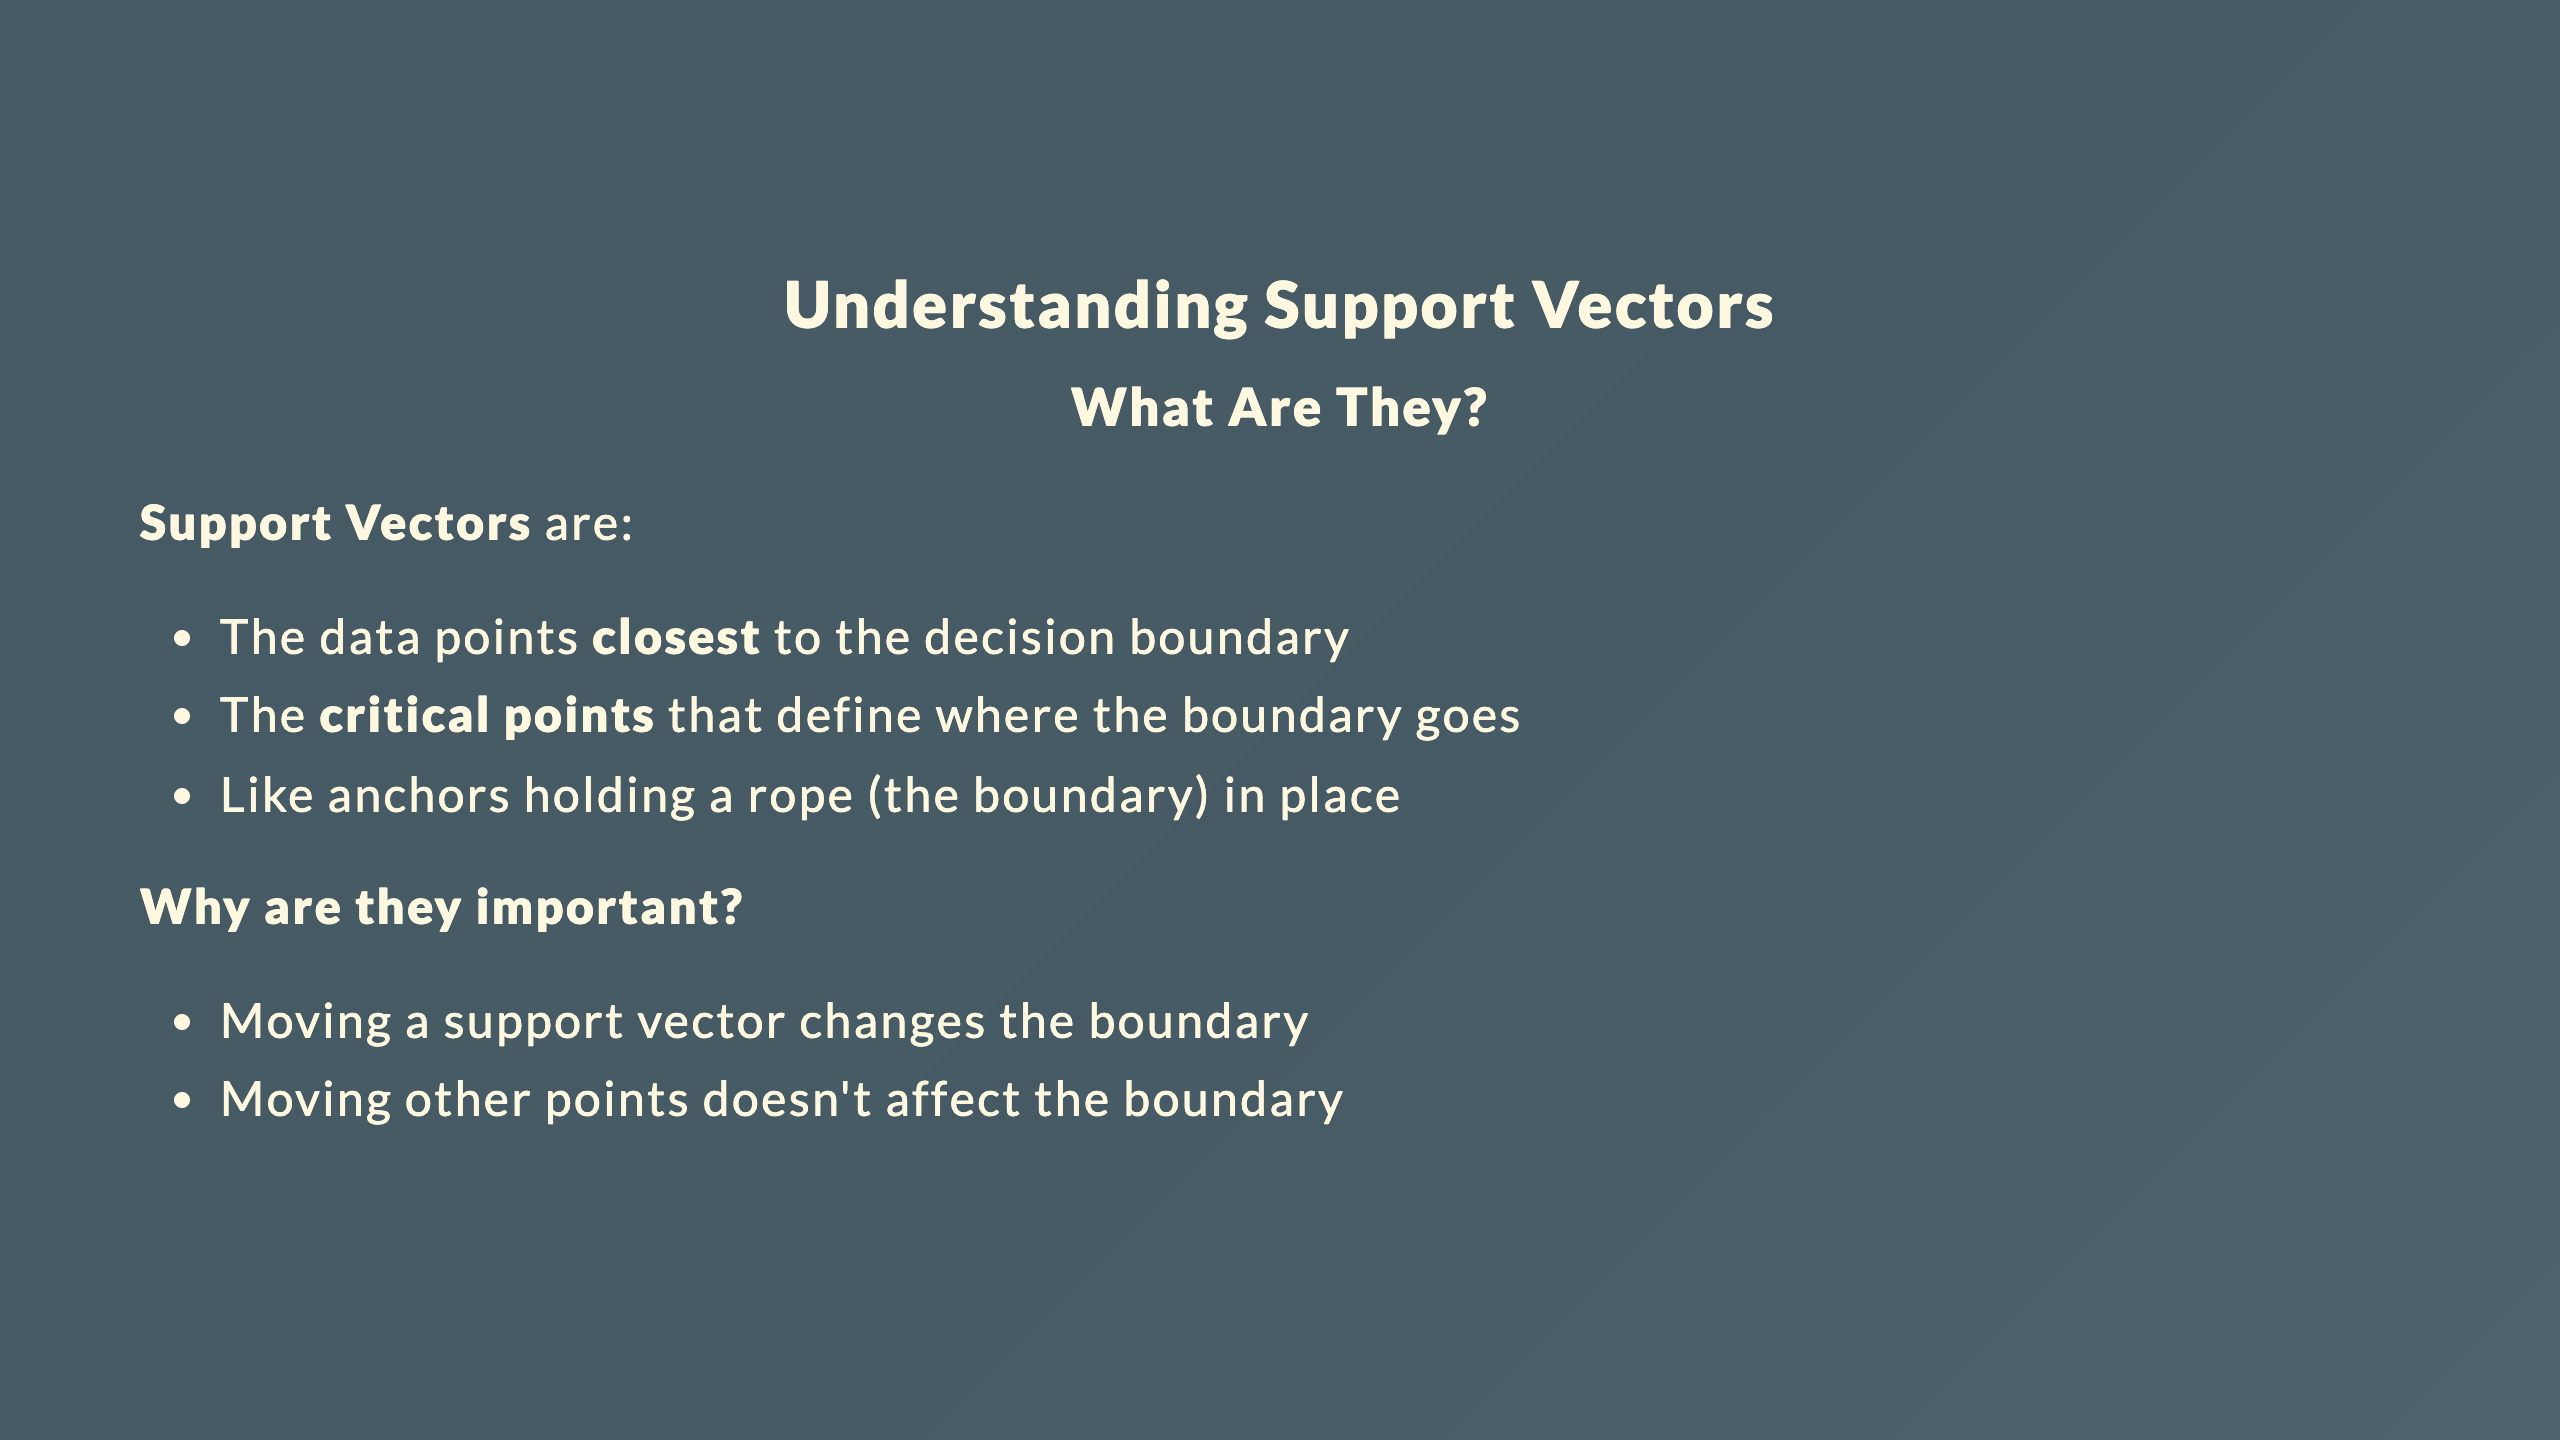 Understanding Support Vectors
What Are They?
Support Vectors are:
• The data points closest to the decision boundary
• The critical points that define where the boundary goes
• Like anchors holding a rope (the boundary) in place
Why are they important?
• Moving a support vector changes the boundary
• Moving other points doesn't affect the boundary